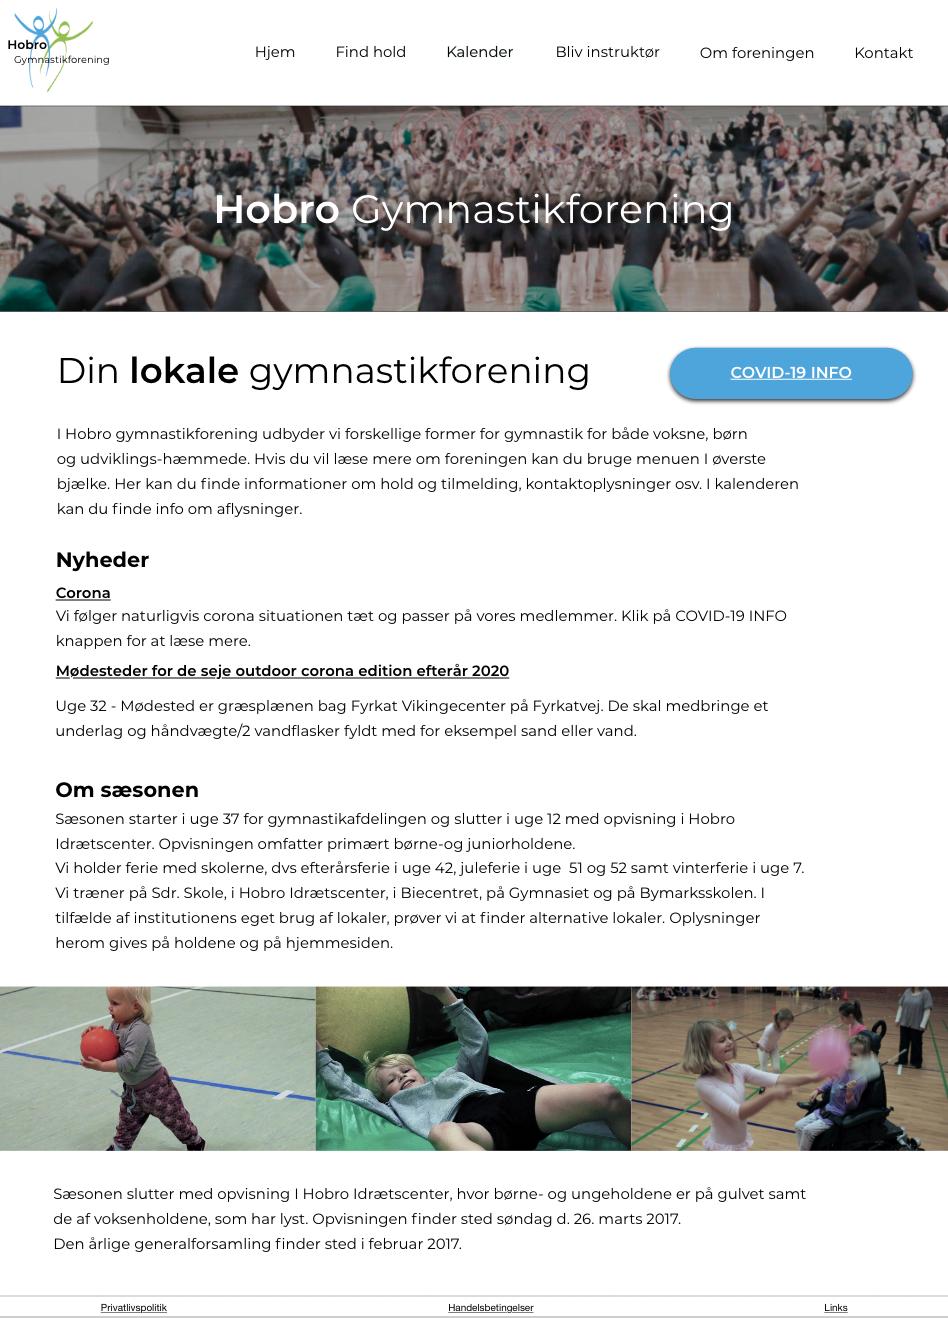 Hobro
Gymnastikforening
Hjem
Find hold
Kalender
Bliv instruktør
Om foreningen
Kontakt
Hobro Gymnastikforening
Din lokale gymnastikforening
COVID-19 INFO
I Hobro gymnastikforening udbyder vi forskellige former for gymnastik for både voksne, børn
og udviklings-hæmmede. Hvis du vil læse mere om foreningen kan du bruge menuen I øverste
bjælke. Her kan du finde informationer om hold og tilmelding, kontaktoplysninger osv. I kalenderen
kan du finde info om aflysninger.
Nyheder
Corona
Vi følger naturligvis corona situationen tæt og passer på vores medlemmer. Klik på COVID-19 INFO
knappen for at læse mere.
Mødesteder for de seje outdoor corona edition efterår 2020
Uge 32 - Mødested er græsplænen bag Fyrkat Vikingecenter på Fyrkatvej. De skal medbringe et
underlag og håndvægte/2 vandflasker fyldt med for eksempel sand eller vand.
Om sæsonen
Sæsonen starter i uge 37 for gymnastikafdelingen og slutter i uge 12 med opvisning i Hobro
Idrætscenter. Opvisningen omfatter primært børne-og juniorholdene.
Vi holder ferie med skolerne, dvs efterårsferie i uge 42, juleferie i uge  51 og 52 samt vinterferie i uge 7.
Vi træner på Sdr. Skole, i Hobro Idrætscenter, i Biecentret, på Gymnasiet og på Bymarksskolen. I
tilfælde af institutionens eget brug af lokaler, prøver vi at finder alternative lokaler. Oplysninger
herom gives på holdene og på hjemmesiden.
Sæsonen slutter med opvisning I Hobro Idrætscenter, hvor børne- og ungeholdene er på gulvet samt
de af voksenholdene, som har lyst. Opvisningen finder sted søndag d. 26. marts 2017.
Den årlige generalforsamling finder sted i februar 2017.
Privatlivspolitik
Handelsbetingelser
Links